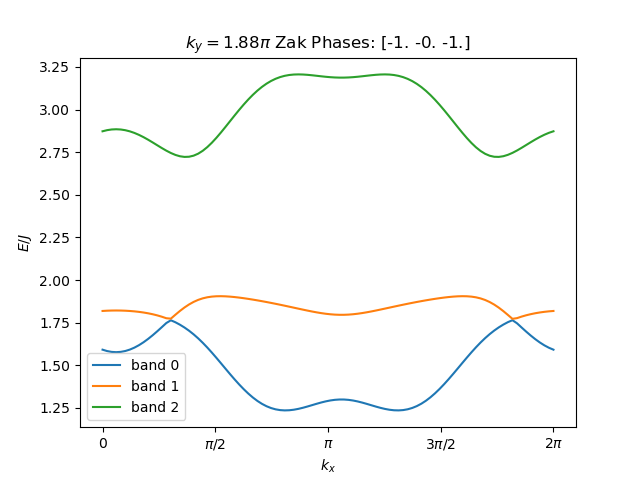 k_y = 1.88π Zak Phases: [-1. -0. -1.]
3.25
3.00
2.75
2.50
2.25
2.00
1.75
1.50
1.25
E/J
band 0
band 1
band 2
0
π/2
π
3π/2
2π
k_x